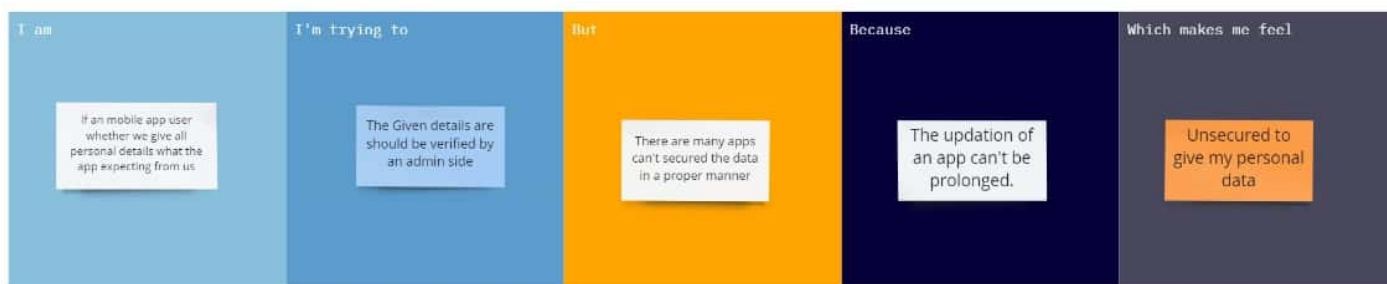 I am
If an mobile app user
whether we give all
personal details what the
app expecting from us
I'm trying to
The Given details are
should be verified by
an admin side
But
There are many apps
can't secured the data
in a proper manner
Because
The updation of
an app can't be
prolonged.
Which makes me feel
Unsecured to
give my personal
data